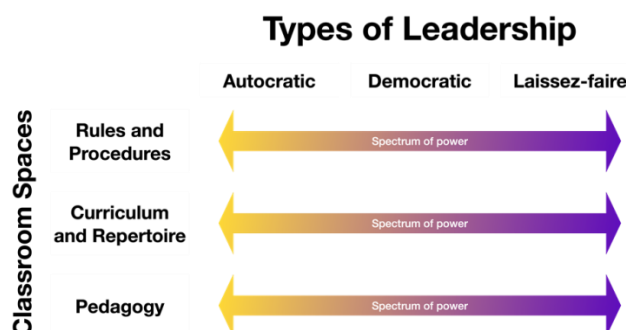 Types of Leadership
Autocratic Democratic Laissez-faire
Classroom Spaces
Rules and
Procedures
Spectrum of power
Curriculum
and Repertoire
Spectrum of power
Pedagogy
Spectrum of power